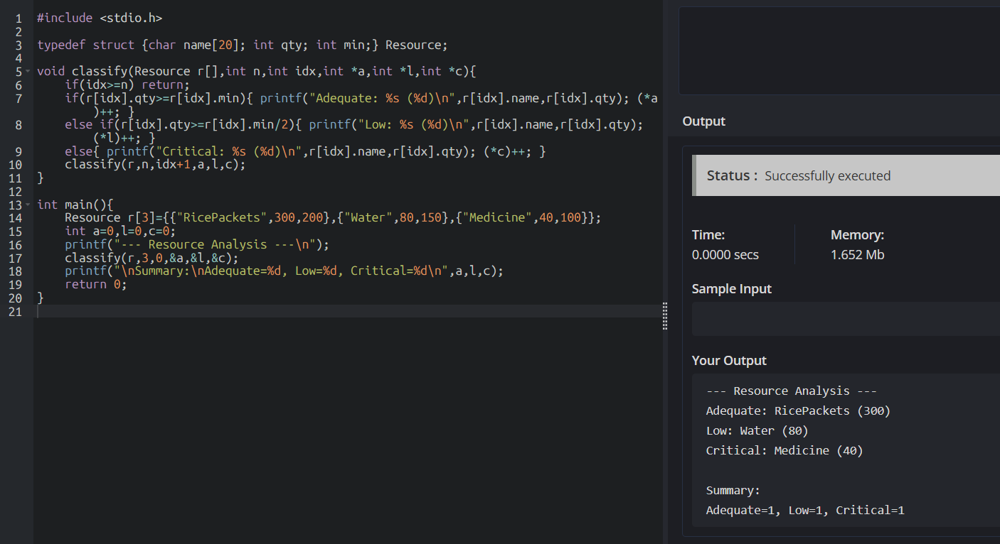 1 #include <stdio.h>
2
3 typedef struct {char name[20]; int qty; int min;} Resource;
4
5 void classify(Resource r[],int n,int idx,int *a,int *l,int *c){
6     if(idx>=n) return;
7     if(r[idx].qty>=r[idx].min){ printf("Adequate: %s (%d)\n",r[idx].name,r[idx].qty); (*a
        )++; }
8     else if(r[idx].qty>=r[idx].min/2){ printf("Low: %s (%d)\n",r[idx].name,r[idx].qty);
        (*l)++; }
9     else{ printf("Critical: %s (%d)\n",r[idx].name,r[idx].qty); (*c)++; }
10     classify(r,n,idx+1,a,l,c);
11 }
12
13 int main(){
14     Resource r[3]={{"RicePackets",300,200},{"Water",80,150},{"Medicine",40,100}};
15     int a=0,l=0,c=0;
16     printf("--- Resource Analysis ---\n");
17     classify(r,3,0,&a,&l,&c);
18     printf("\nSummary:\nAdequate=%d, Low=%d, Critical=%d\n",a,l,c);
19     return 0;
20 }
21
Output
Status : Successfully executed
Time: Memory:
0.0000 secs 1.652 Mb
Sample Input
Your Output
--- Resource Analysis ---
Adequate: RicePackets (300)
Low: Water (80)
Critical: Medicine (40)

Summary:
Adequate=1, Low=1, Critical=1